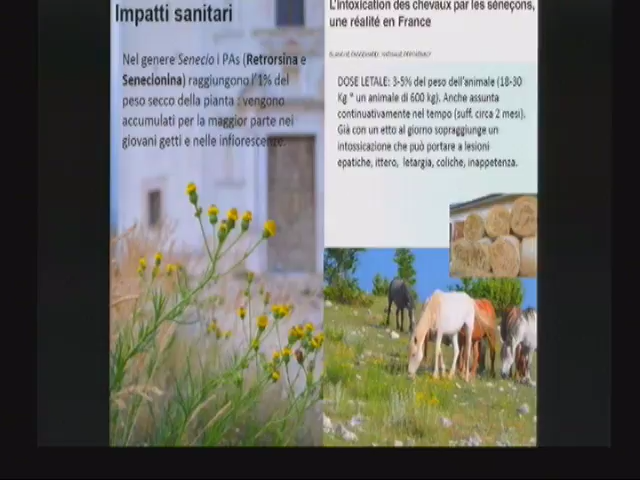 Impatti sanitari
Nel genere Senecio i PAs (Retrorsina e
Senecionina) raggiungono l'1% del
peso secco della pianta : vengono
accumulati per la maggior parte nei
giovani getti e nelle infiorescenze.
L'intoxication des chevaux par les séneçons,
une réalité en France
DOSE LETALE: 3-5% del peso dell'animale (18-30
Kg * un animale di 600 kg). Anche assunta
continuativamente nel tempo (suff. circa 2 mesi).
Già con un etto al giorno sopraggiunge un
intossicazione che può portare a lesioni
epatiche, ittero, letargia, coliche, inappetenza.